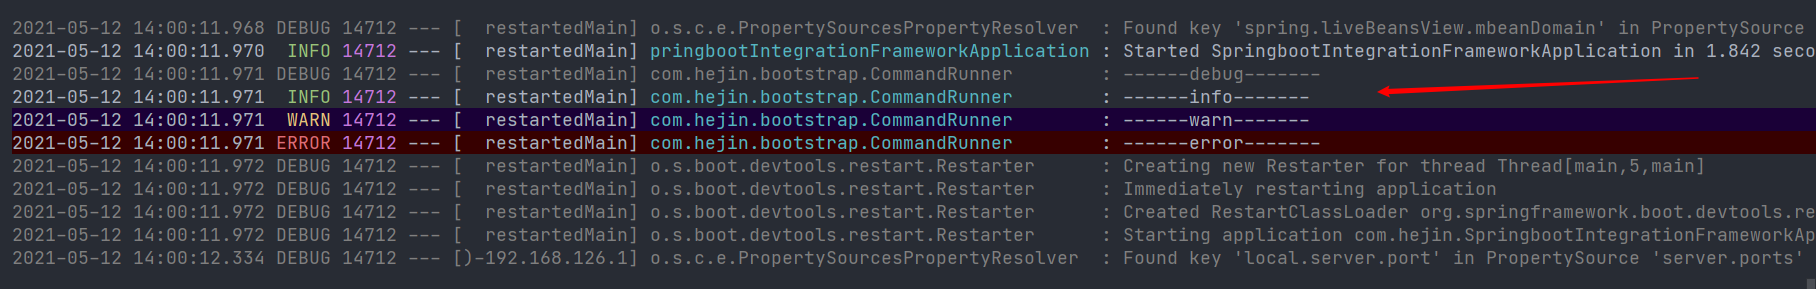 2021-05-12 14:00:11.968 DEBUG 14712 --- [  restartedMain] o.s.c.e.PropertySourcesPropertyResolver  : Found key 'spring.liveBeansView.mbeanDomain' in PropertySource
2021-05-12 14:00:11.970  INFO 14712 --- [  restartedMain] pringbootIntegrationFrameworkApplication : Started SpringbootIntegrationFrameworkApplication in 1.842 seco
2021-05-12 14:00:11.971 DEBUG 14712 --- [  restartedMain] com.hejin.bootstrap.CommandRunner        : ------debug-------
2021-05-12 14:00:11.971  INFO 14712 --- [  restartedMain] com.hejin.bootstrap.CommandRunner        : ------info-------
2021-05-12 14:00:11.971  WARN 14712 --- [  restartedMain] com.hejin.bootstrap.CommandRunner        : ------warn-------
2021-05-12 14:00:11.971 ERROR 14712 --- [  restartedMain] com.hejin.bootstrap.CommandRunner        : ------error-------
2021-05-12 14:00:11.972 DEBUG 14712 --- [  restartedMain] o.s.boot.devtools.restart.Restarter      : Creating new Restarter for thread Thread[main,5,main]
2021-05-12 14:00:11.972 DEBUG 14712 --- [  restartedMain] o.s.boot.devtools.restart.Restarter      : Immediately restarting application
2021-05-12 14:00:11.972 DEBUG 14712 --- [  restartedMain] o.s.boot.devtools.restart.Restarter      : Created RestartClassLoader org.springframework.boot.devtools.re
2021-05-12 14:00:11.972 DEBUG 14712 --- [  restartedMain] o.s.boot.devtools.restart.Restarter      : Starting application com.hejin.SpringbootIntegrationFrameworkAp
2021-05-12 14:00:12.334 DEBUG 14712 --- [)-192.168.126.1] o.s.c.e.PropertySourcesPropertyResolver  : Found key 'local.server.port' in PropertySource 'server.ports'